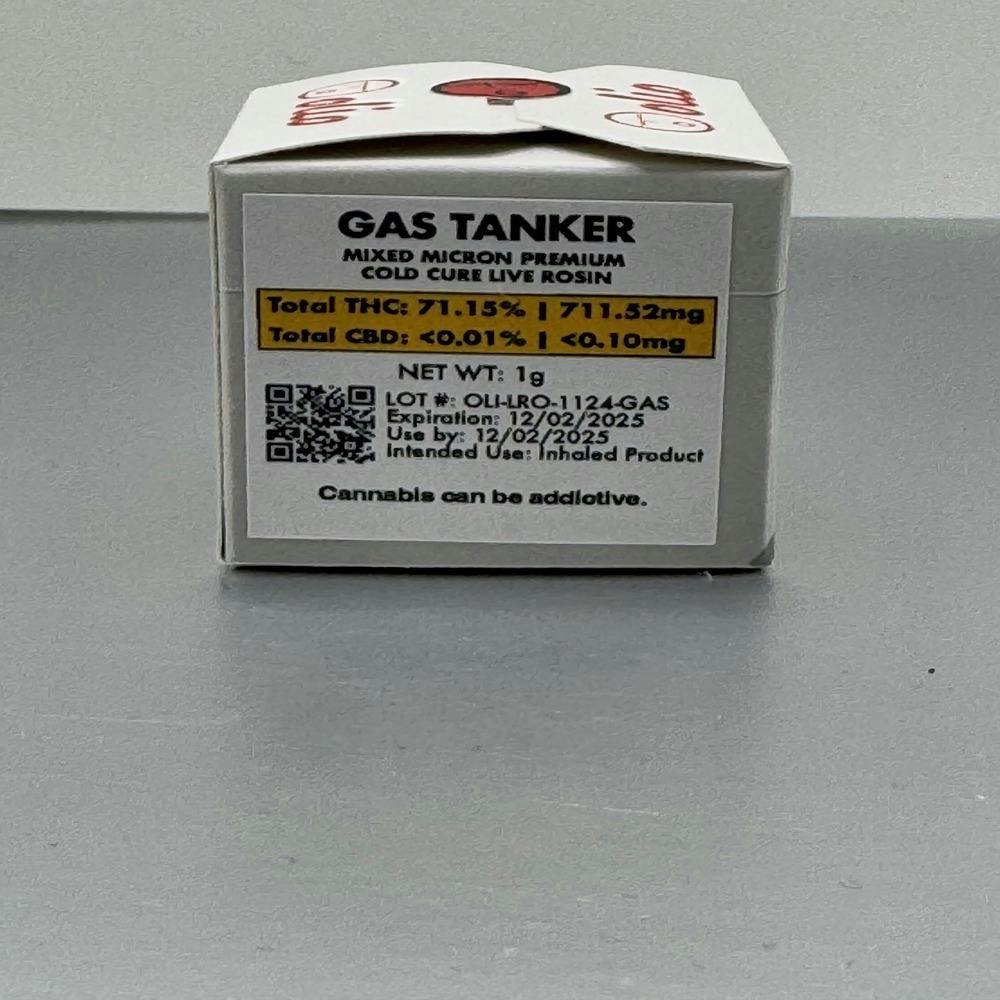 olio
GAS TANKER
MIXED MICRON PREMIUM
COLD CURE LIVE ROSIN
Total THC: 71.15% | 711.52mg
Total CBD: <0.01% | <0.10mg
NET WT: 1g
LOT #: OLI-LRO-1124-GAS
Expiration: 12/02/2025
Use by: 12/02/2025
Intended Use: Inhaled Product
Cannabis can be addictive.